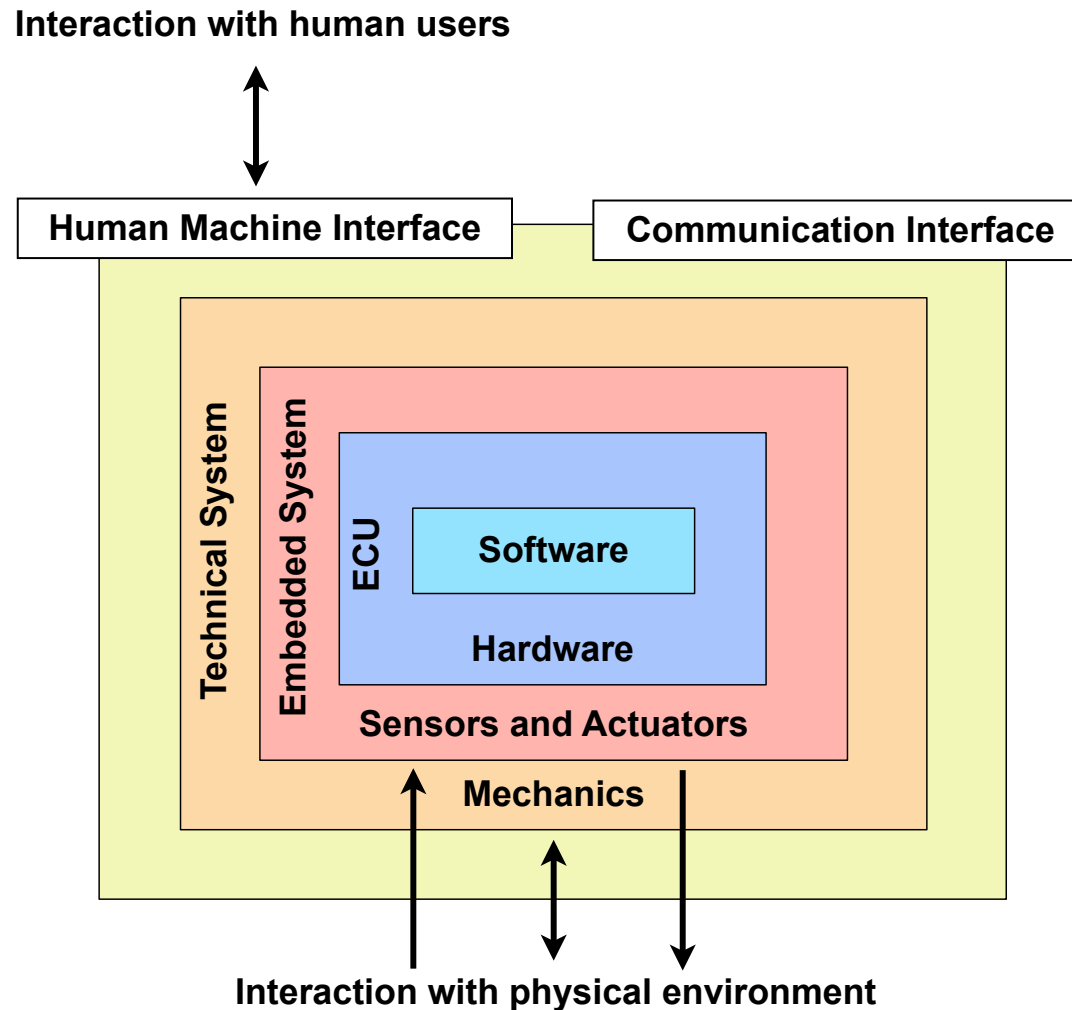 Interaction with human users
Human Machine Interface
Communication Interface
Technical System
Embedded System
ECU
Software
Hardware
Sensors and Actuators
Mechanics
Interaction with physical environment